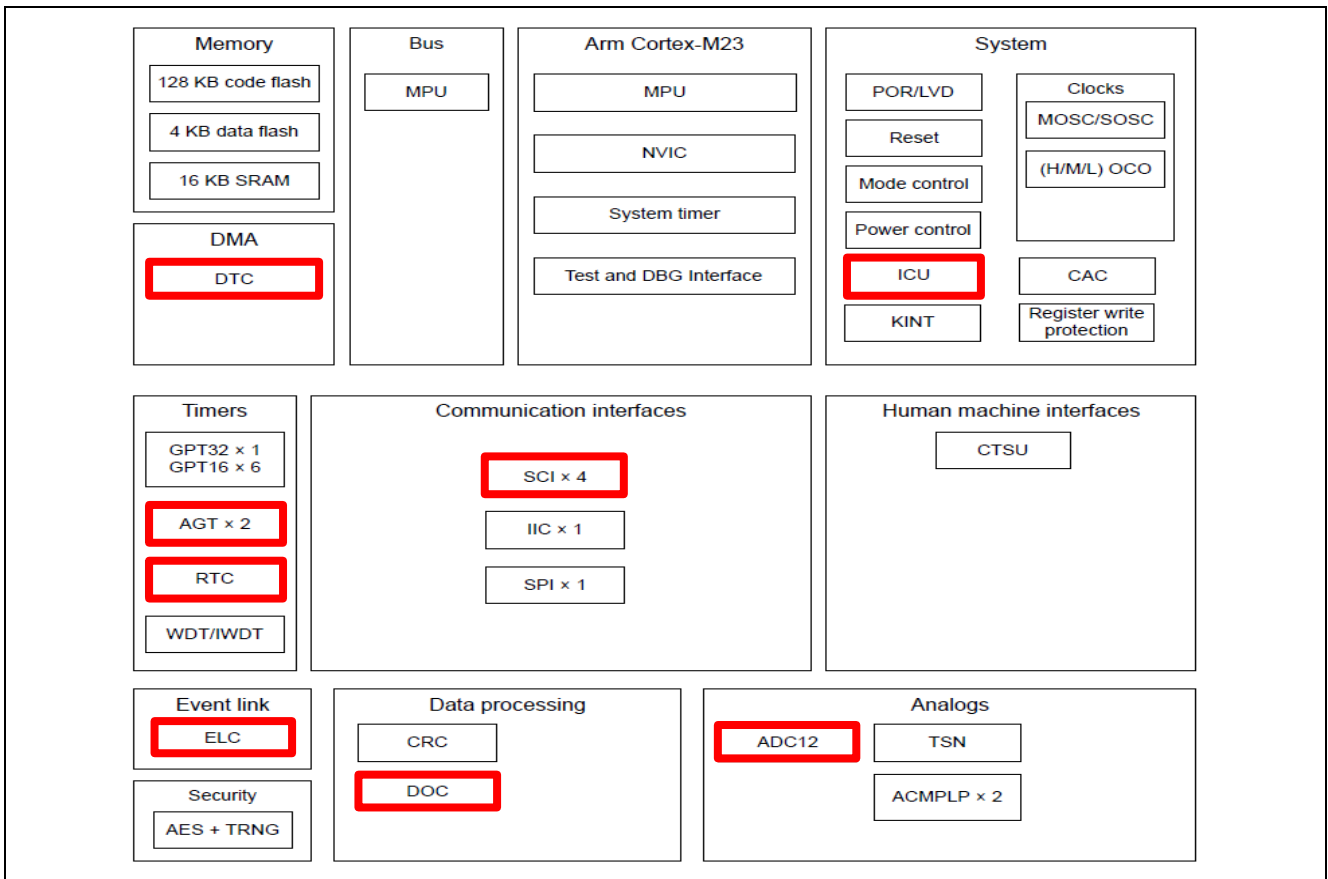 Memory
128 KB code flash
4 KB data flash
16 KB SRAM
DMA
DTC
Bus
MPU
Arm Cortex-M23
MPU
NVIC
System timer
Test and DBG Interface
System
POR/LVD
Reset
Mode control
Power control
ICU
KINT
Clocks
MOSC/SOSC
(H/M/L) OCO
CAC
Register write
protection
Timers
GPT32 × 1
GPT16 × 6
AGT × 2
RTC
WDT/IWDT
Communication interfaces
SCI × 4
IIC × 1
SPI × 1
Human machine interfaces
CTSU
Event link
ELC
Security
AES + TRNG
Data processing
CRC
DOC
Analogs
ADC12
TSN
ACMPLP × 2